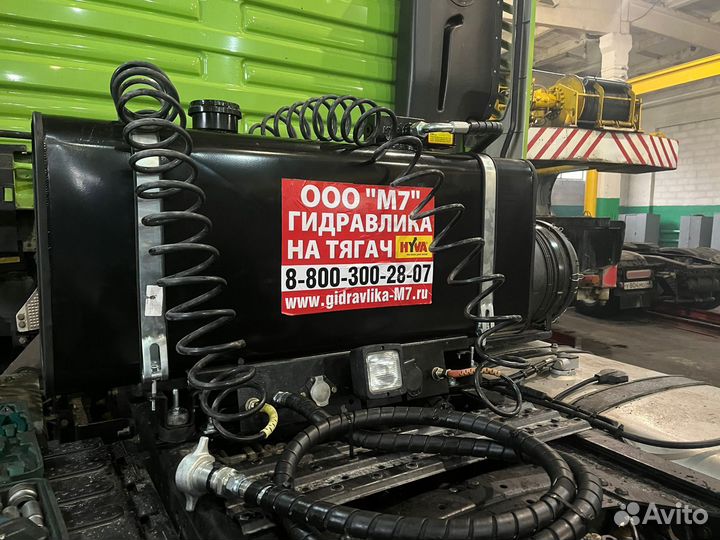 ООО "М7"
ГИДРАВЛИКА
НА ТЯГАЧ
HYVA
8-800-300-28-07
www.gidravlika-M7.ru
Avito